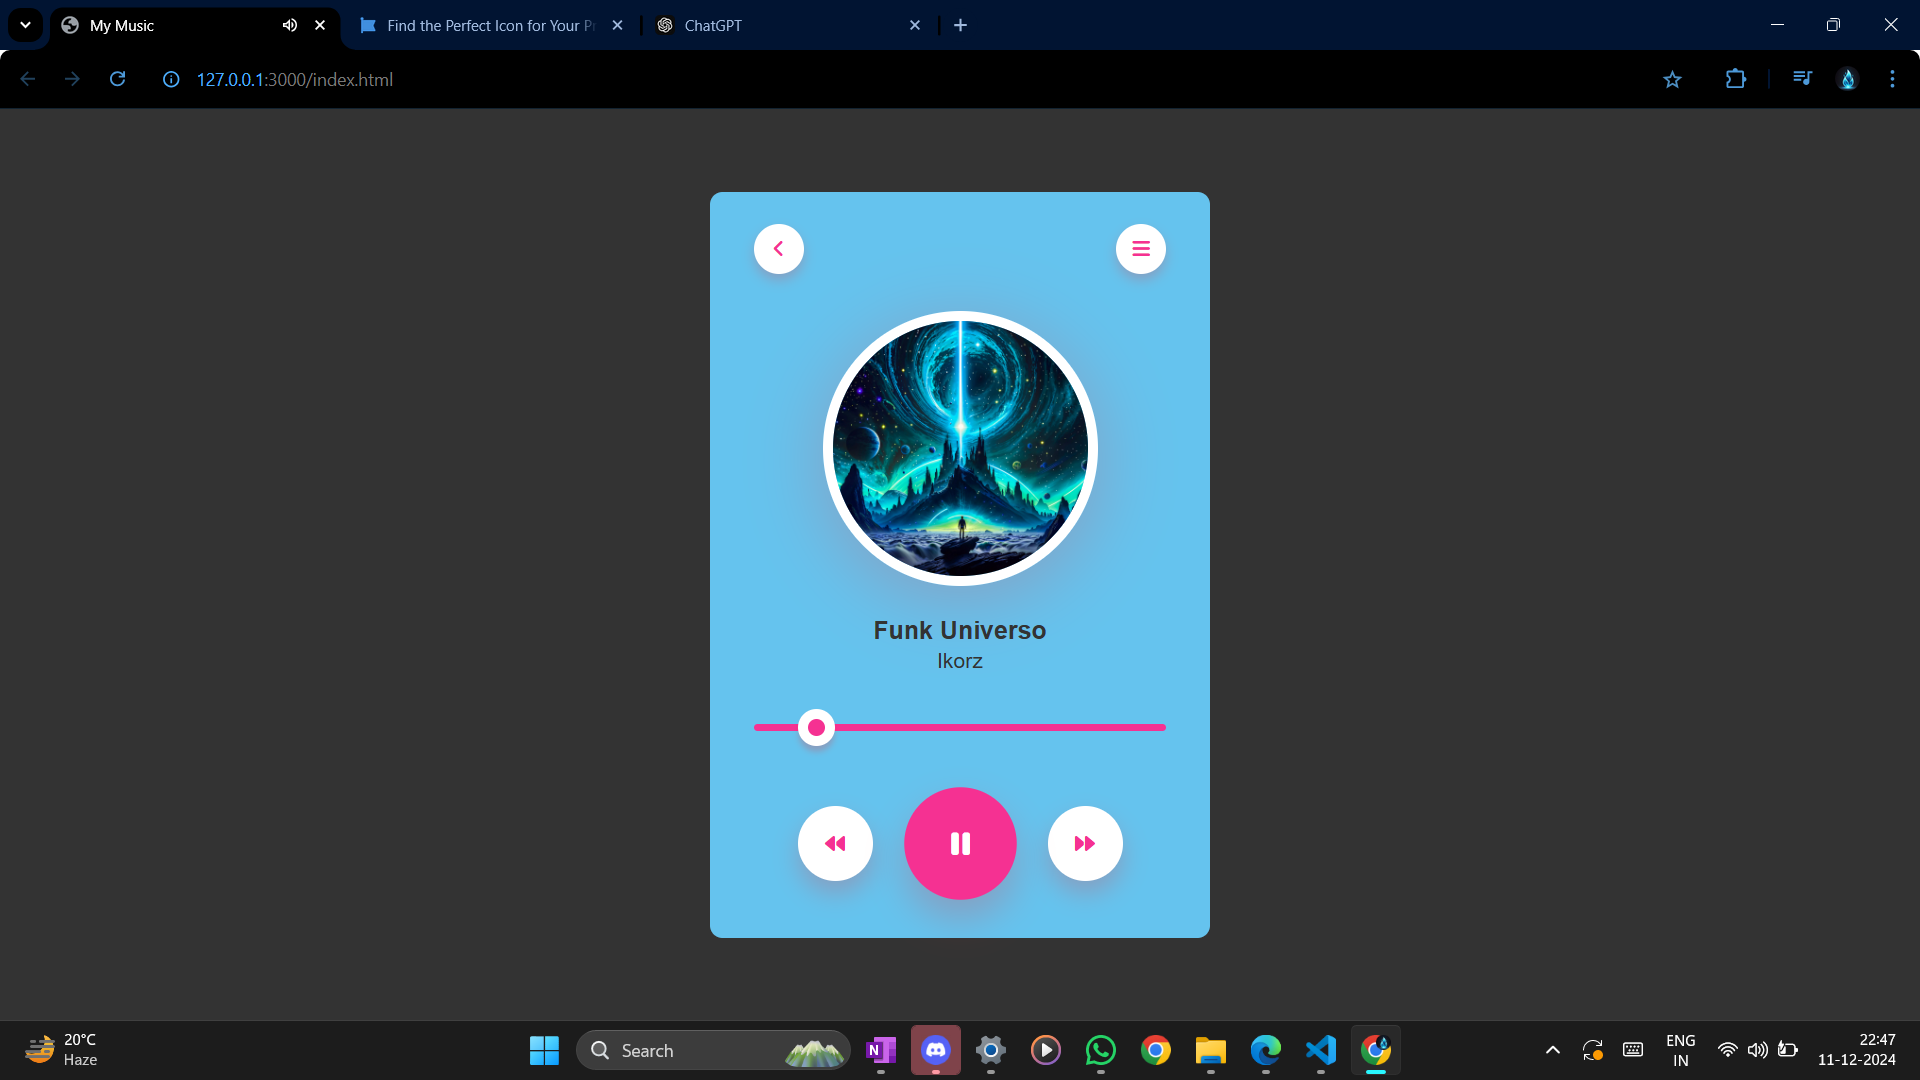 My Music
Find the Perfect Icon for Your Pr
ChatGPT
127.0.0.1:3000/index.html
Funk Universo
Ikorz
20°C
Haze
Search
N
ENG
IN
22:47
11-12-2024